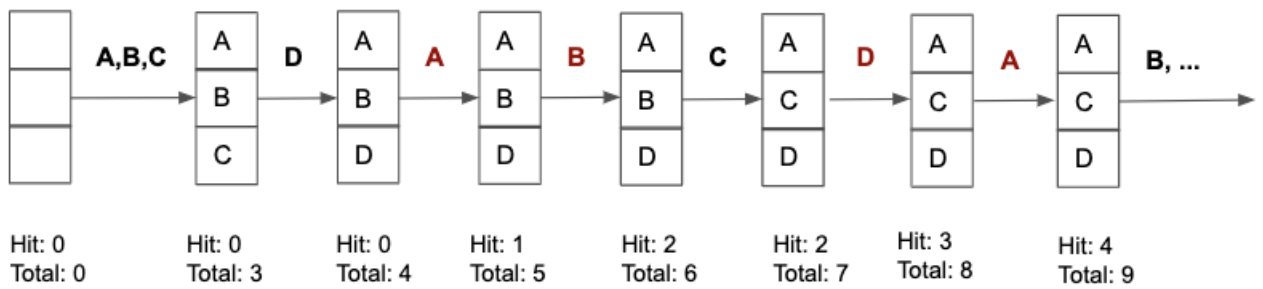 A,B,C
D
A
B
C
D
A
B, ...
A
B
C
A
B
D
A
B
D
A
B
D
A
C
D
A
C
D
A
C
D
Hit: 0
Total: 0
Hit: 0
Total: 3
Hit: 0
Total: 4
Hit: 1
Total: 5
Hit: 2
Total: 6
Hit: 2
Total: 7
Hit: 3
Total: 8
Hit: 4
Total: 9